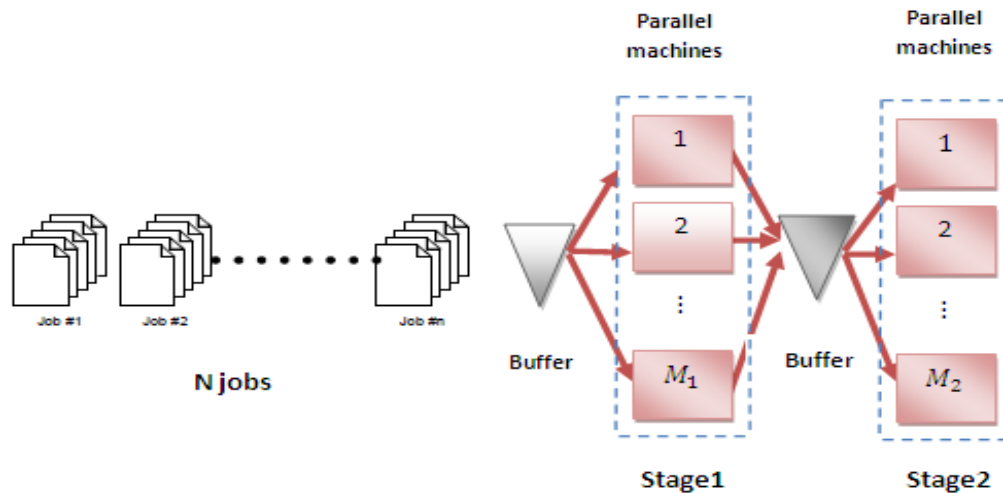 Job #1
Job #2
Job #n
N jobs
Buffer
Parallel
machines
1
2
⋮
M₁
Stage1
Buffer
Parallel
machines
1
2
⋮
M₂
Stage2